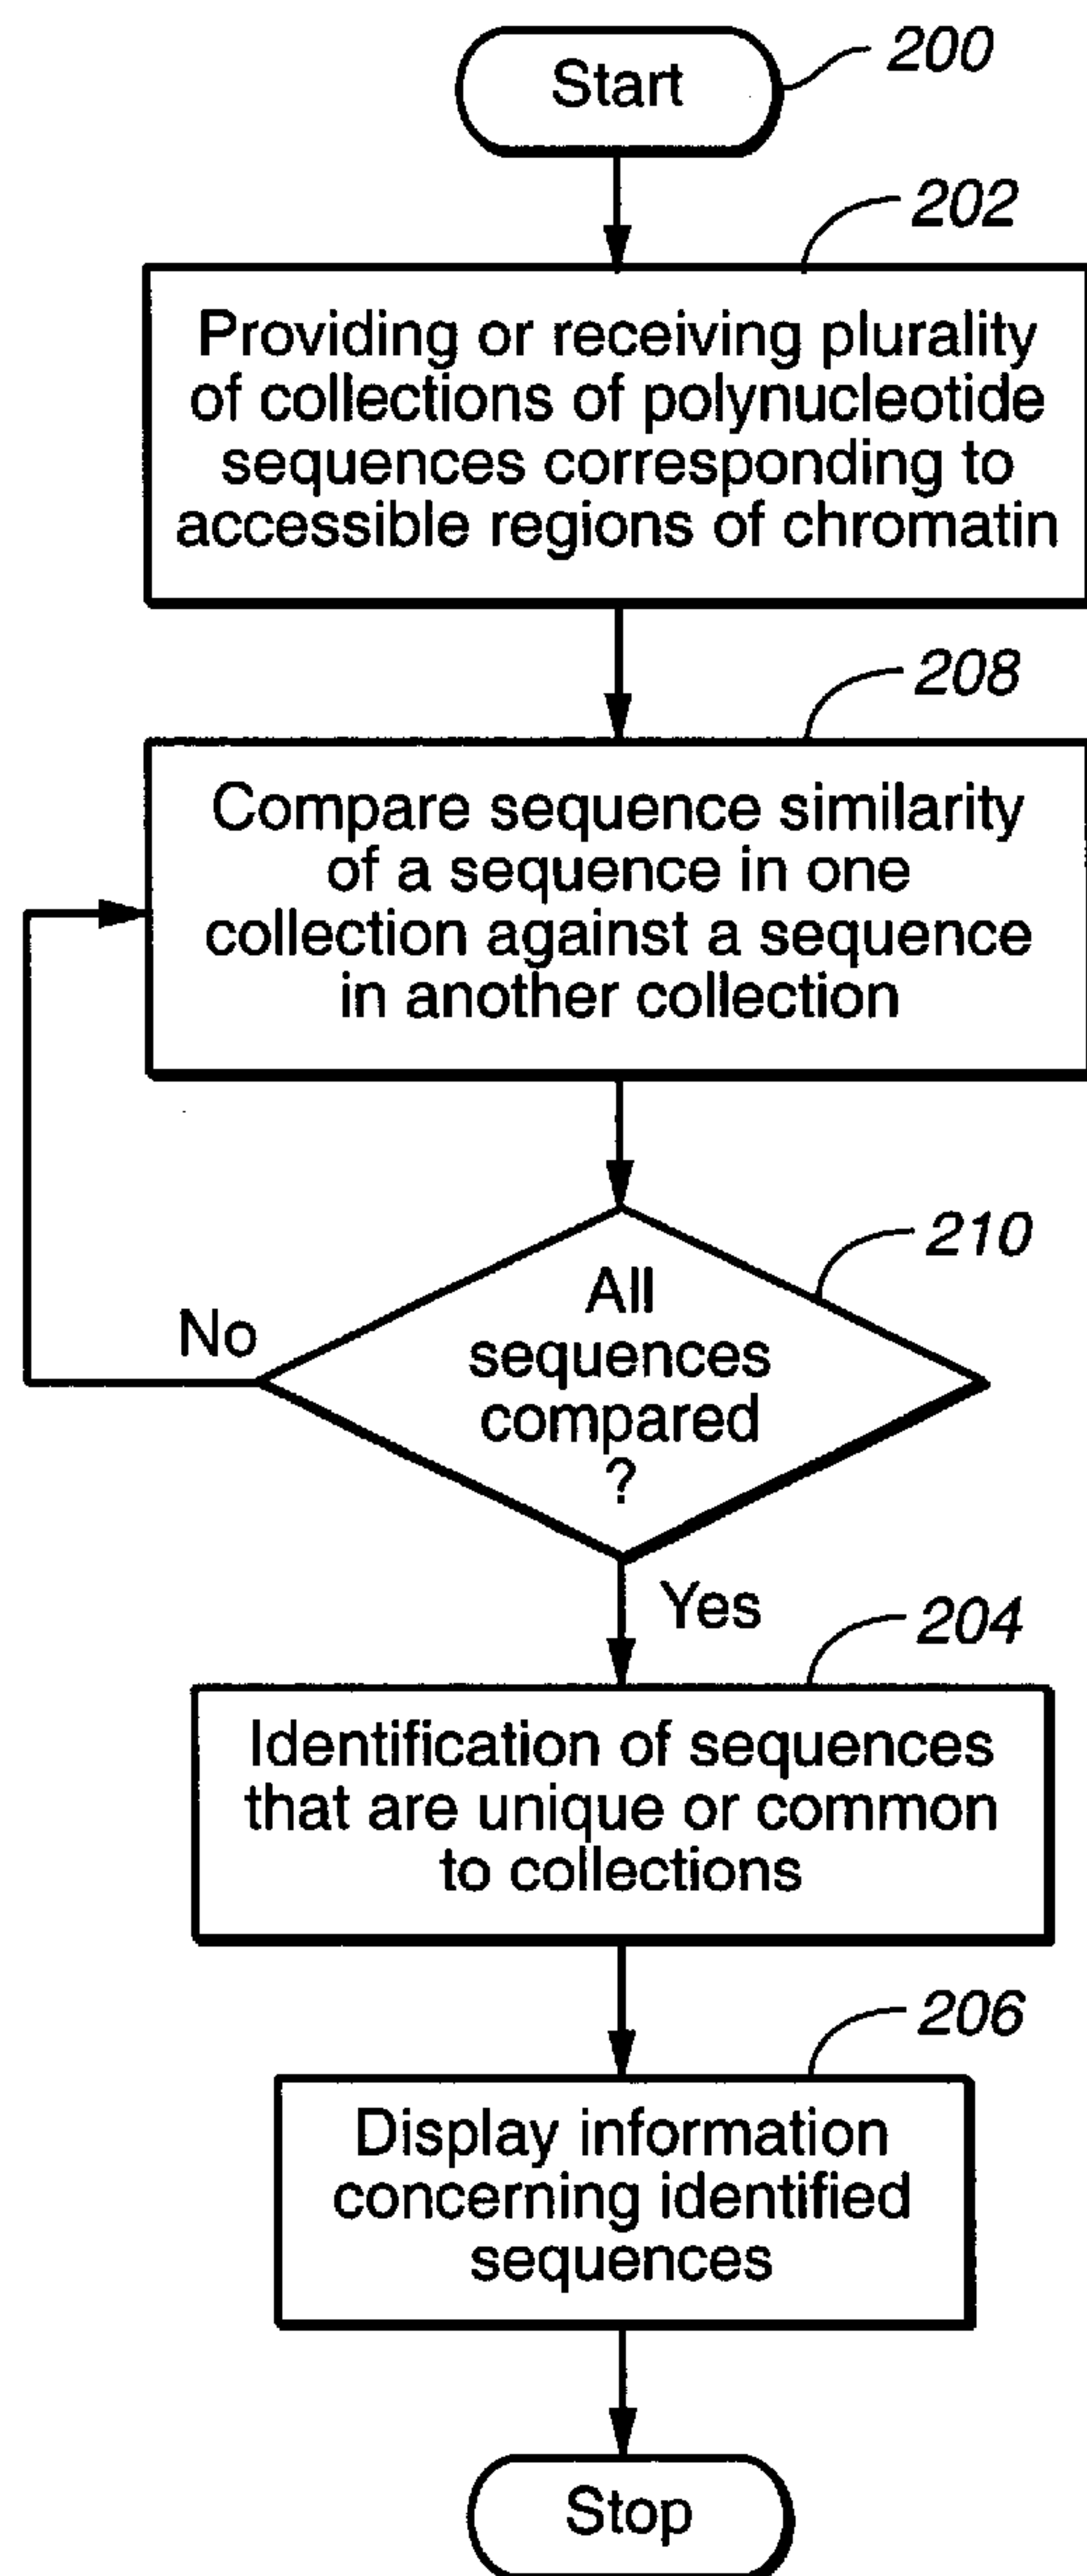 Start
200
202
Providing or receiving plurality
of collections of polynucleotide
sequences corresponding to
accessible regions of chromatin
208
Compare sequence similarity
of a sequence in one
collection against a sequence
in another collection
210
All
sequences
compared
?
No
Yes
204
Identification of sequences
that are unique or common
to collections
206
Display information
concerning identified
sequences
Stop